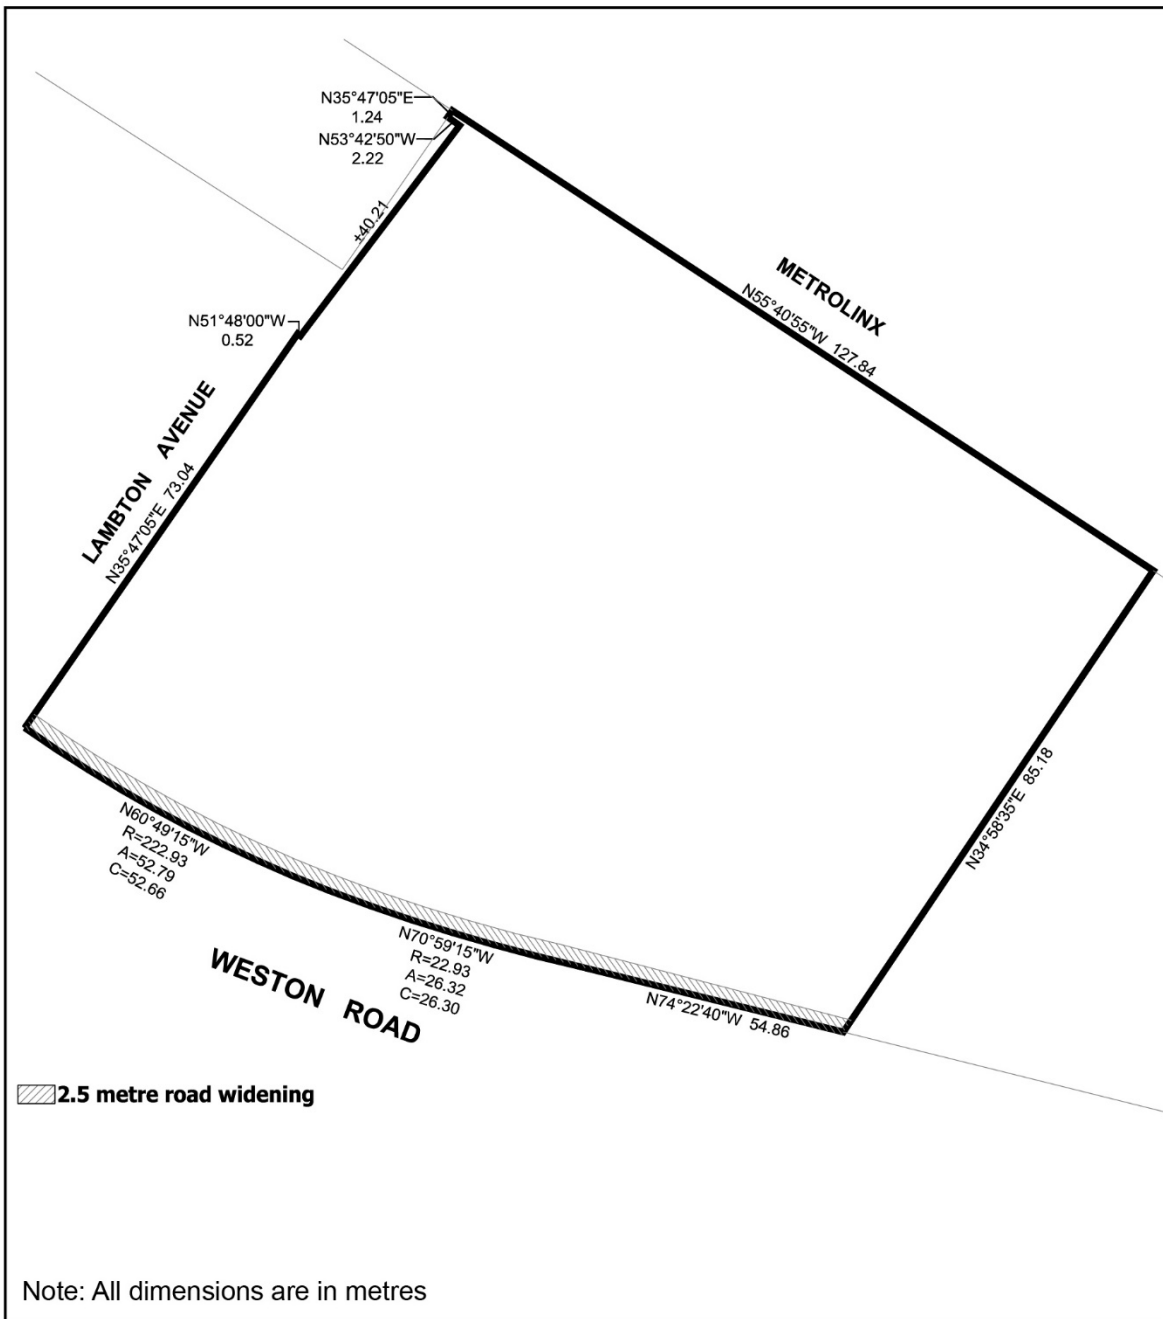 N35°47'05"E
1.24
N53°42'50"W
2.22
+40.21
METROLINX
N55°40'55"W 127.84
N51°48'00"W
0.52
LAMBTON AVENUE
N35°47'05"E 73.04
N34°58'35"E 85.18
N60°49'15"W
R=222.93
A=52.79
C=52.66
N70°59'15"W
R=22.93
A=26.32
C=26.30
N74°22'40"W 54.86
WESTON ROAD
2.5 metre road widening
Note: All dimensions are in metres